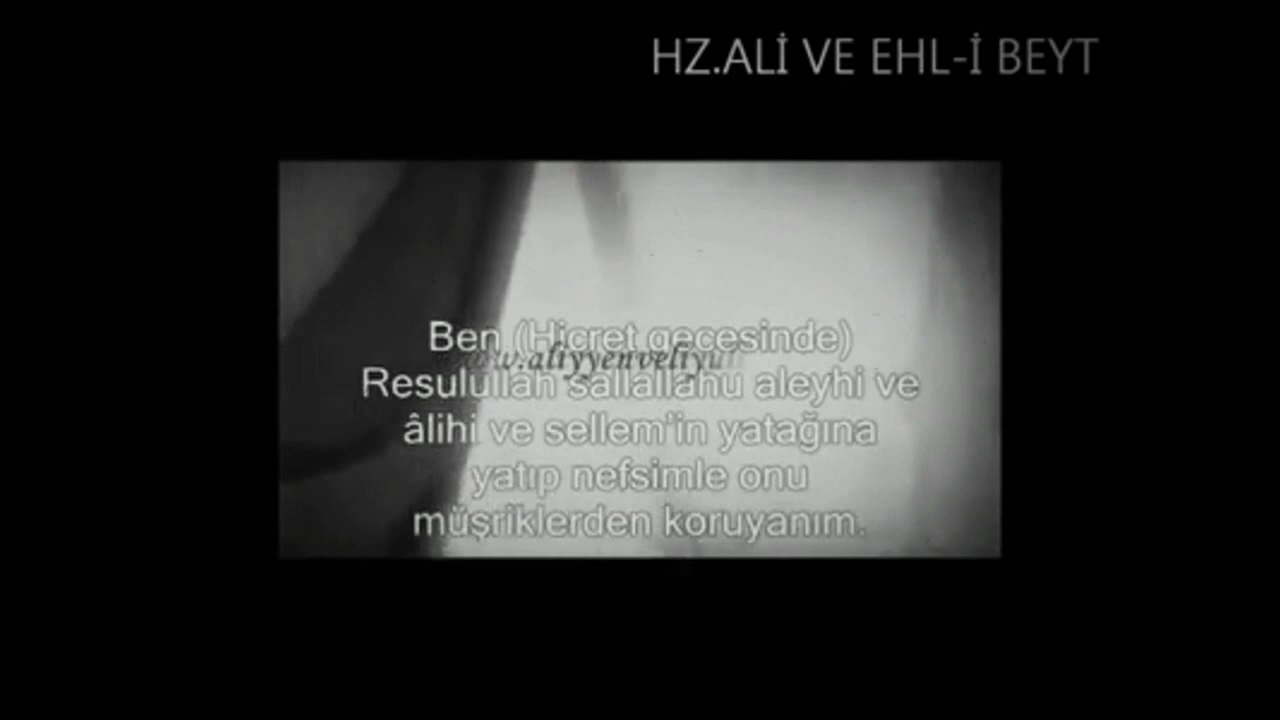 HZ.ALİ VE EHL-İ BEYT
Ben (Hicret gecesinde)
Resulullah sallallahu aleyhi ve
âlihi ve sellem'in yatağına
yatıp nefsimle onu
müşriklerden koruyanım.